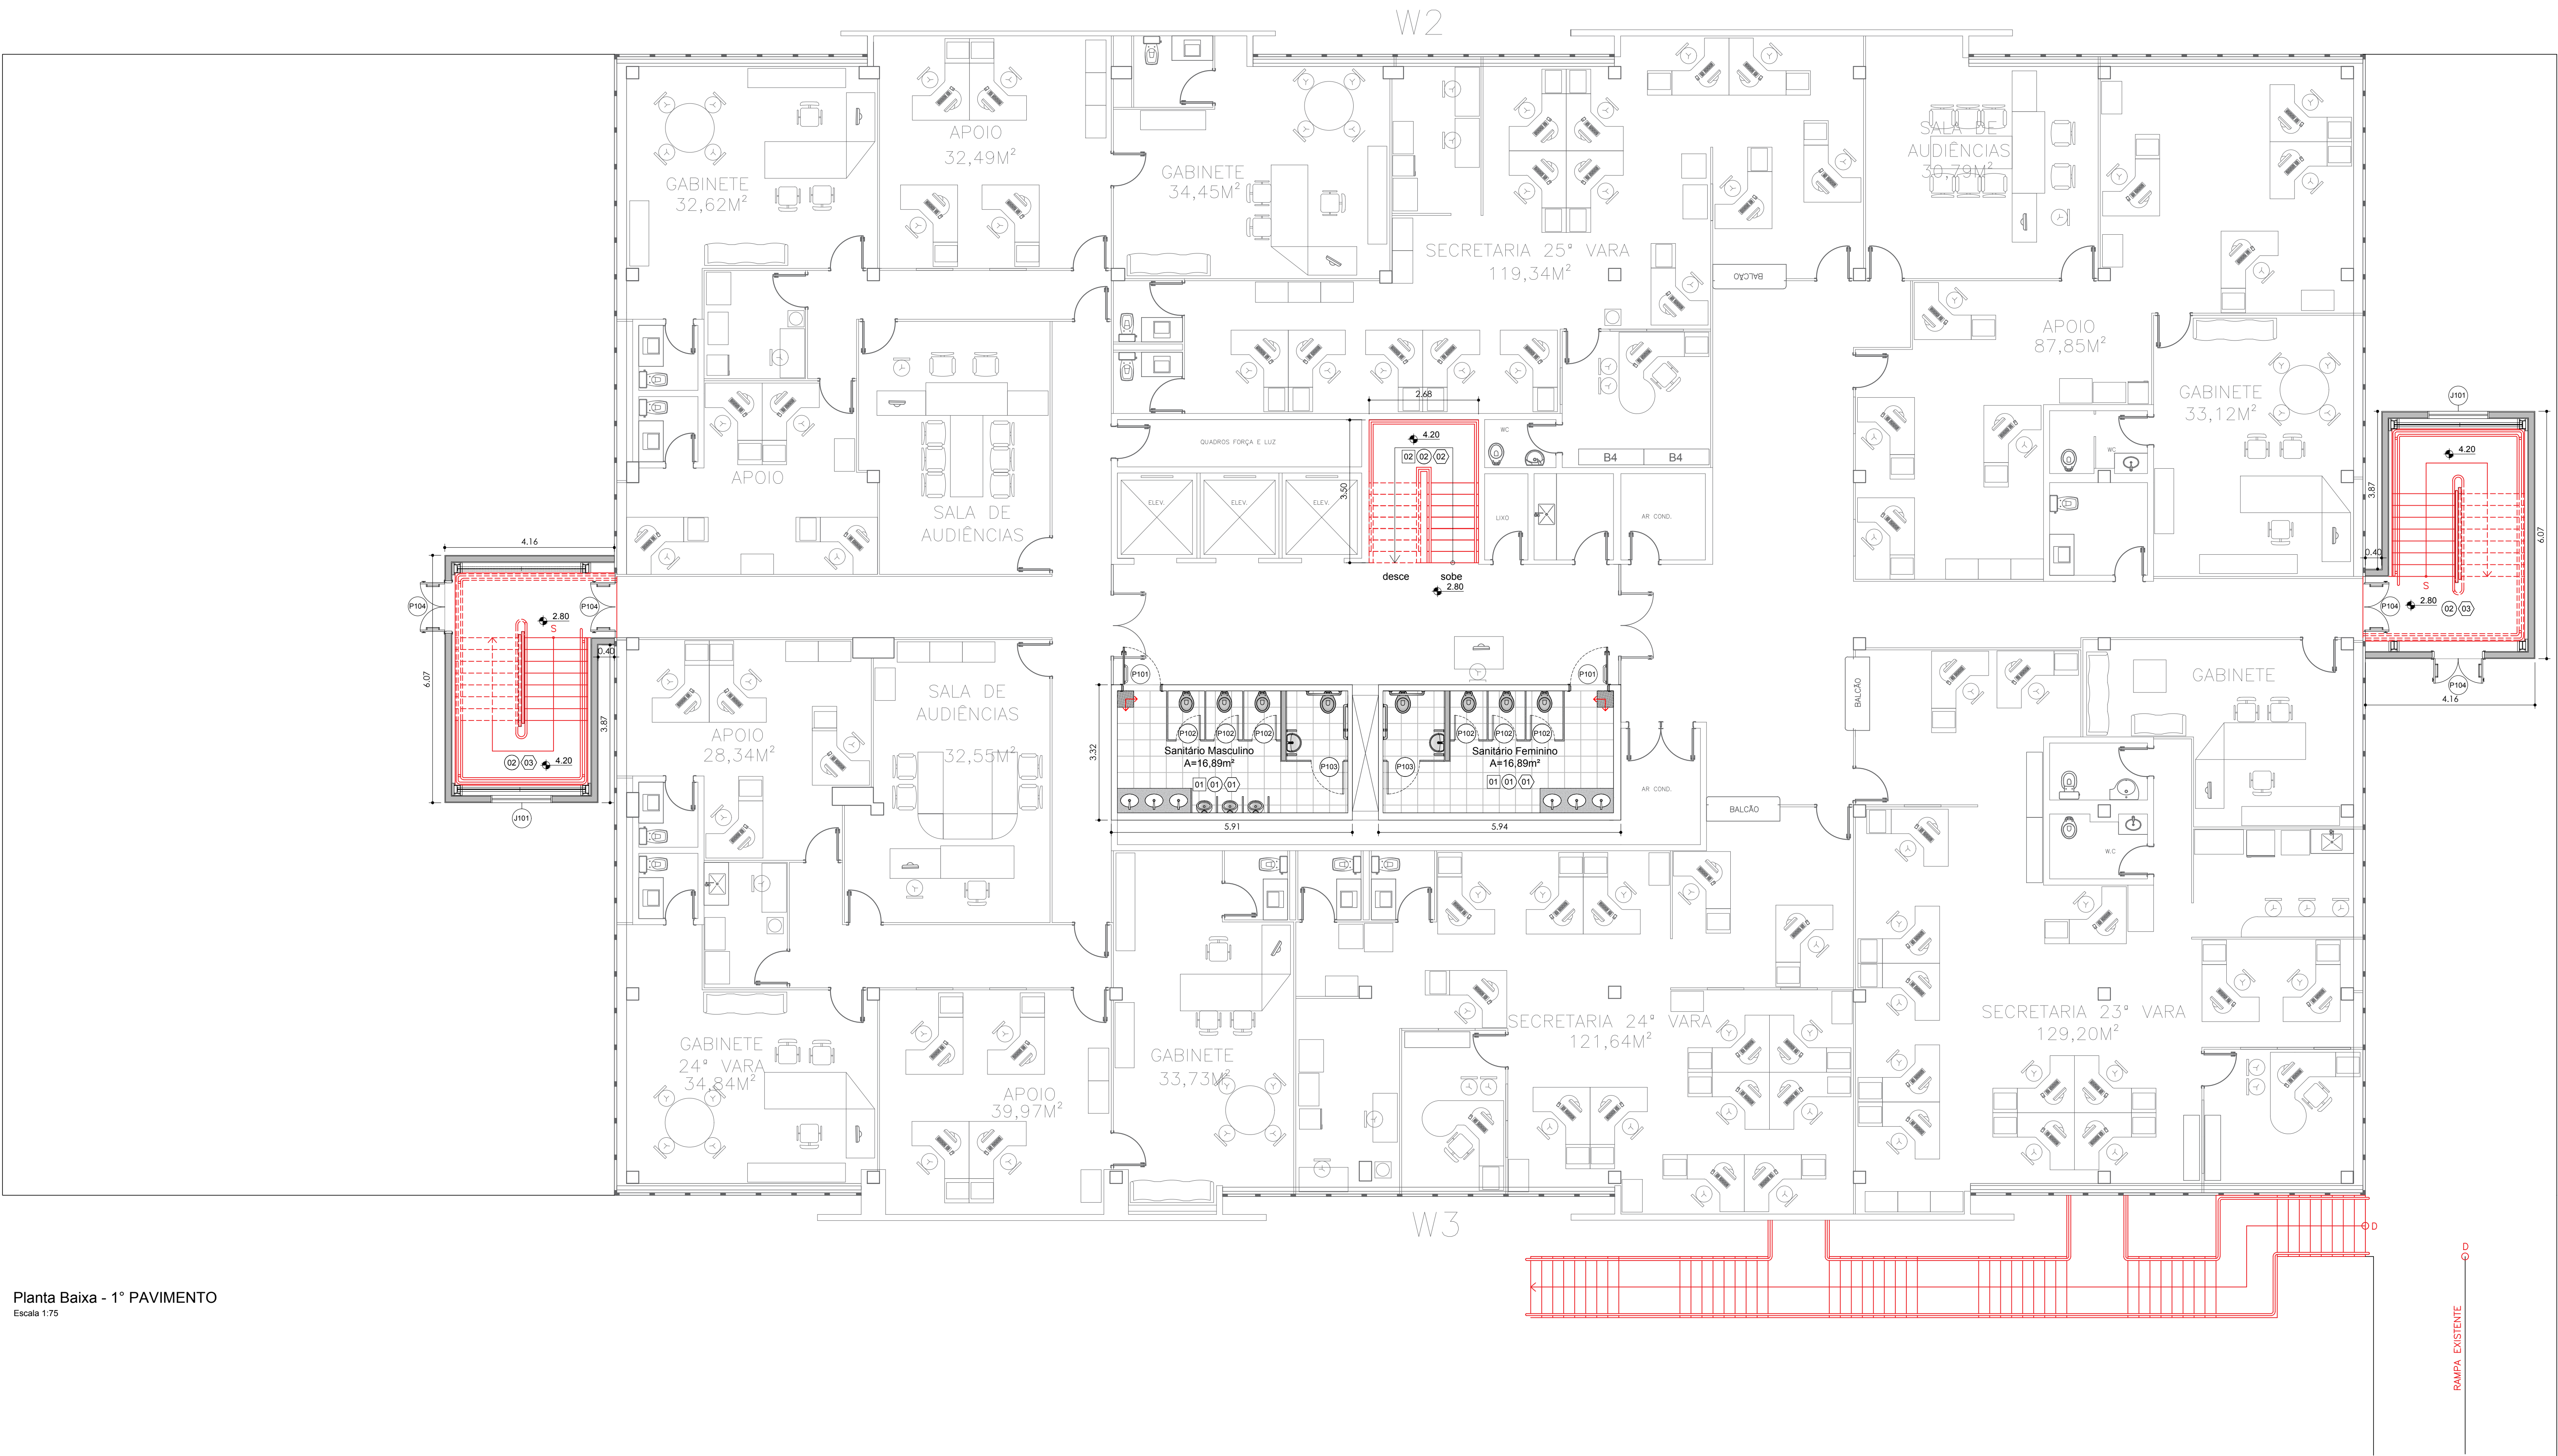 W2
APOIO
32,49M²
GABINETE
32,62M²
GABINETE
34,45M²
SECRETARIA 25ª VARA
119,34M²
BALCÃO
SALA DE
AUDIÊNCIAS
30,79M²
APOIO
87,85M²
GABINETE
33,12M²
J101
4.20
3.87
6.07
0.40
S
P104
2.80
02 03
P104
4.16
2.68
QUADROS FORÇA E LUZ
4.20
02 02 02
3.50
WC
B4 B4
WC
ELEV. ELEV. ELEV.
LIXO
AR COND.
desce sobe
2.80
APOIO
SALA DE
AUDIÊNCIAS
4.16
P104
P104
2.80
S
0.40
6.07
3.87
02 03 4.20
J101
SALA DE
AUDIÊNCIAS
32,55M²
APOIO
28,34M²
P101
P101
P102 P102 P102
P102 P102 P102
Sanitário Masculino
A=16,89m²
01 01 01
P103
3.32
5.91
Sanitário Feminino
A=16,89m²
01 01 01
P103
5.94
AR COND.
BALCÃO
BALCÃO
GABINETE
W.C
GABINETE
24ª VARA
34,84M²
APOIO
39,97M²
GABINETE
33,73M²
SECRETARIA 24ª VARA
121,64M²
SECRETARIA 23ª VARA
129,20M²
W3
D
D
RAMPA EXISTENTE
Planta Baixa - 1° PAVIMENTO
Escala 1:75